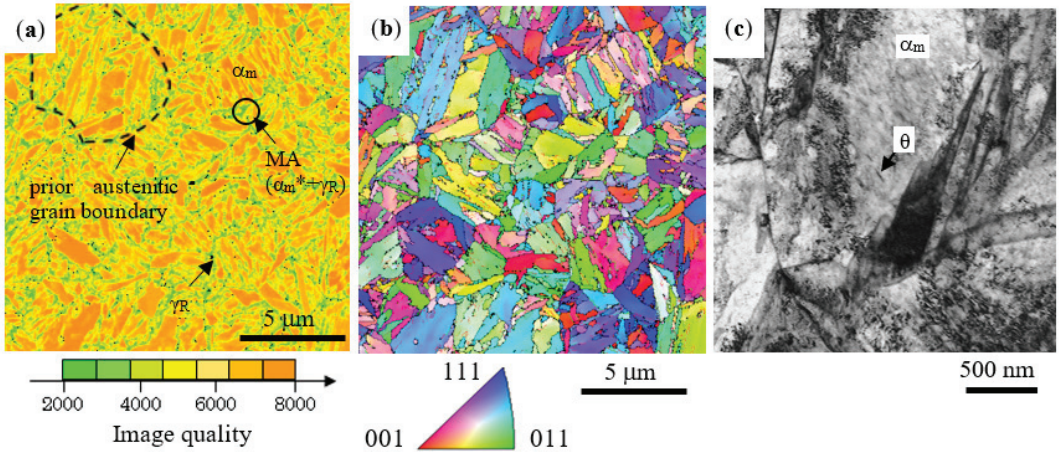 (a)
αm
MA
(αm*+γR)
prior austenitic
grain boundary
γR
5 μm
2000 4000 6000 8000
Image quality
(b)
111
001
011
5 μm
(c)
αm
θ
500 nm